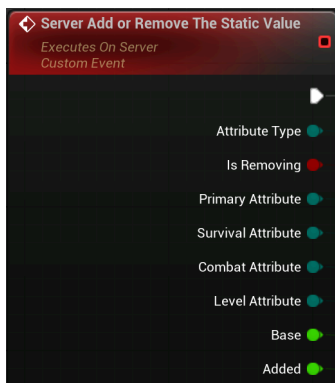 Server Add or Remove The Static Value
Executes On Server
Custom Event
Attribute Type
Is Removing
Primary Attribute
Survival Attribute
Combat Attribute
Level Attribute
Base
Added